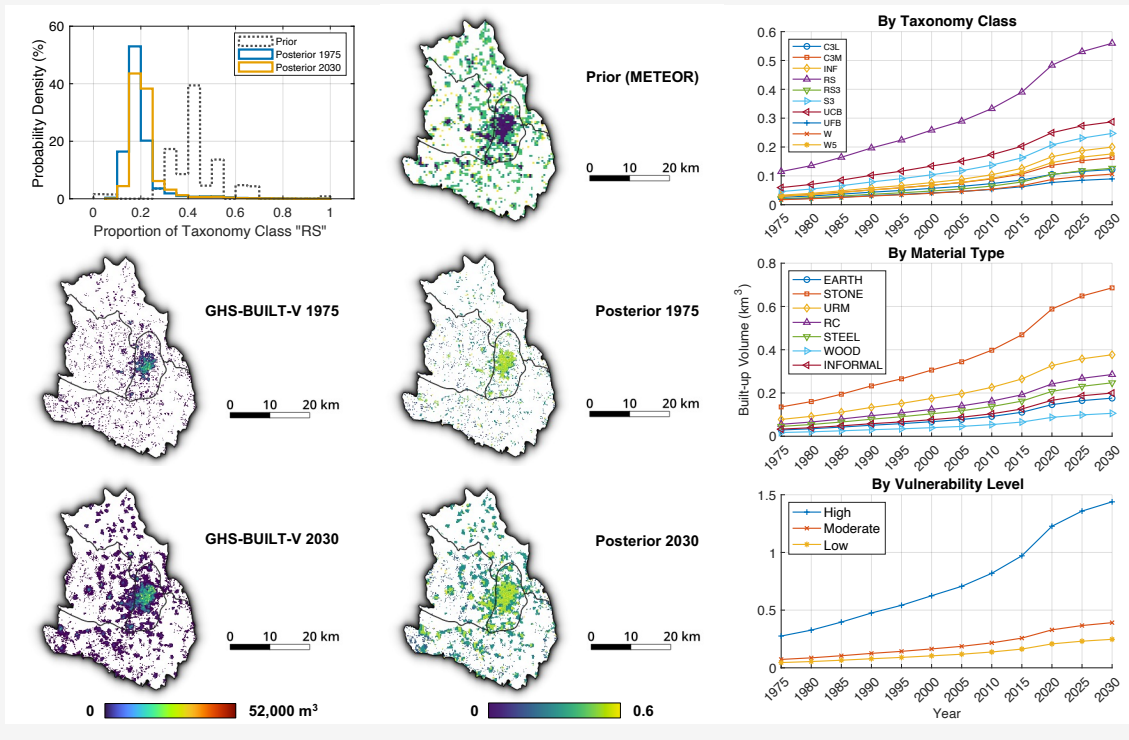 60
40
20
0
Probability Density (%)
Prior
Posterior 1975
Posterior 2030
0
0.2
0.4
0.6
0.8
1
Proportion of Taxonomy Class "RS"
Prior (METEOR)
0 10 20 km
GHS-BUILT-V 1975
0 10 20 km
Posterior 1975
0 10 20 km
GHS-BUILT-V 2030
0 10 20 km
Posterior 2030
0 10 20 km
0 52,000 m³
0 0.6
By Taxonomy Class
0.6
0.5
0.4
0.3
0.2
0.1
0
C3L
C3M
INF
RS
RS3
S3
UCB
UFB
W
W5
1975 1980 1985 1990 1995 2000 2005 2010 2015 2020 2025 2030
By Material Type
Built-up Volume (km³)
0.8
0.6
0.4
0.2
0
EARTH
STONE
URM
RC
STEEL
WOOD
INFORMAL
1975 1980 1985 1990 1995 2000 2005 2010 2015 2020 2025 2030
By Vulnerability Level
1.5
1
0.5
0
High
Moderate
Low
1975 1980 1985 1990 1995 2000 2005 2010 2015 2020 2025 2030
Year